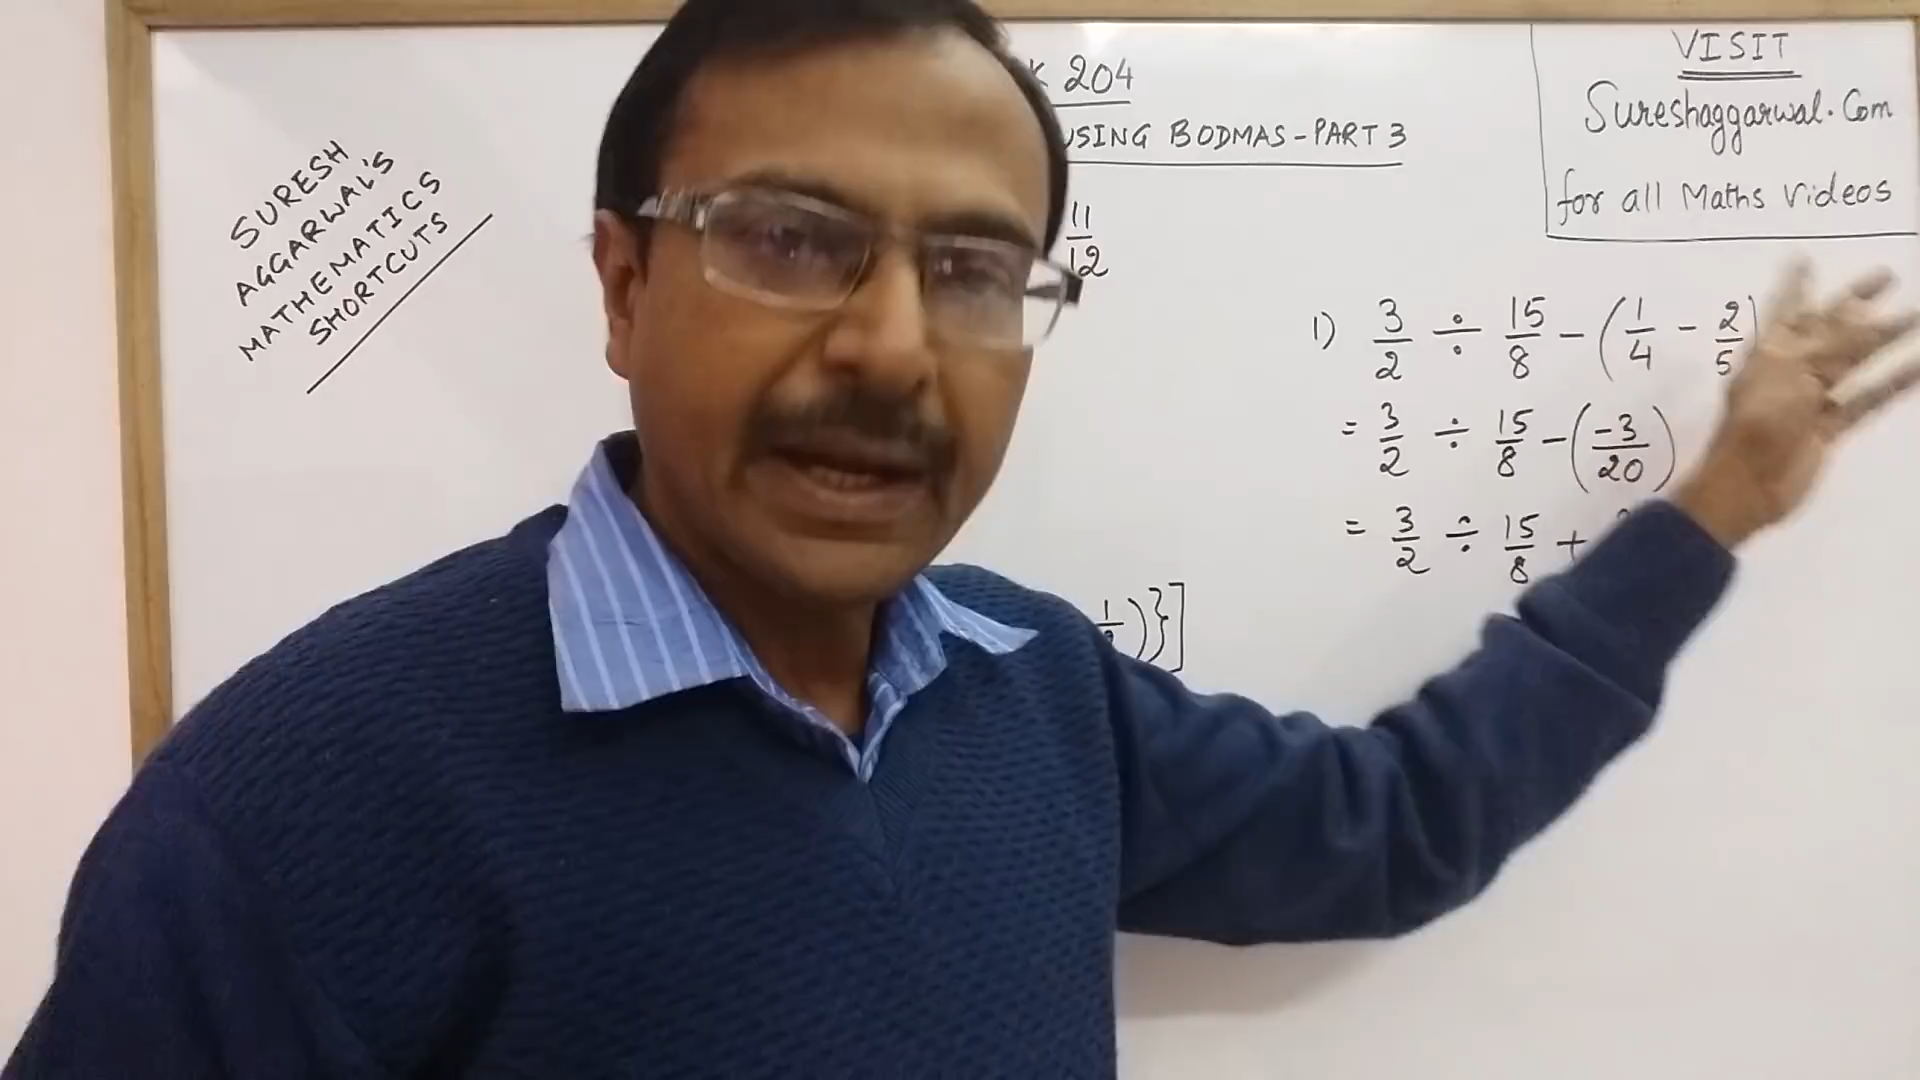 SURESH
AGGARWAL'S
MATHEMATICS
SHORTCUTS
204
USING BODMAS - PART 3
11/12
VISIT
Sureshaggarwal.Com
for all Maths Videos
1) 3/2 ÷ 15/8 - (1/4 - 2/5)
= 3/2 ÷ 15/8 - (-3/20)
= 3/2 ÷ 15/8 +
)}]